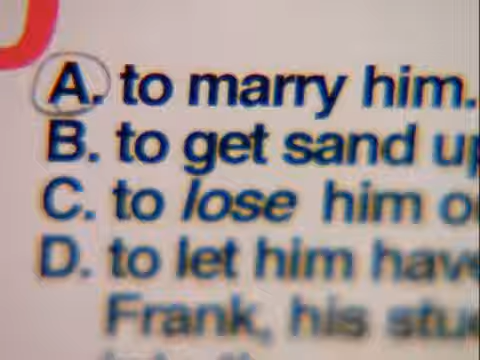 A. to marry him.
B. to get sand
C. to lose him
D. to let him
Frank, his